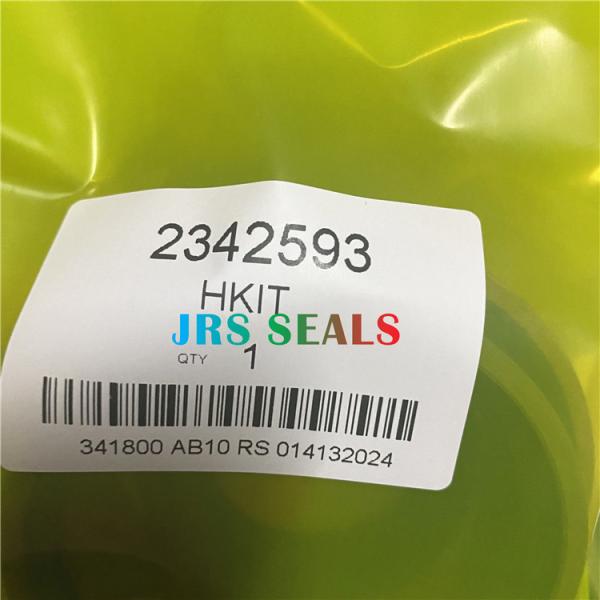 2342593
HKIT
JRS SEALS
QTY 1
341800 AB10 RS 014132024